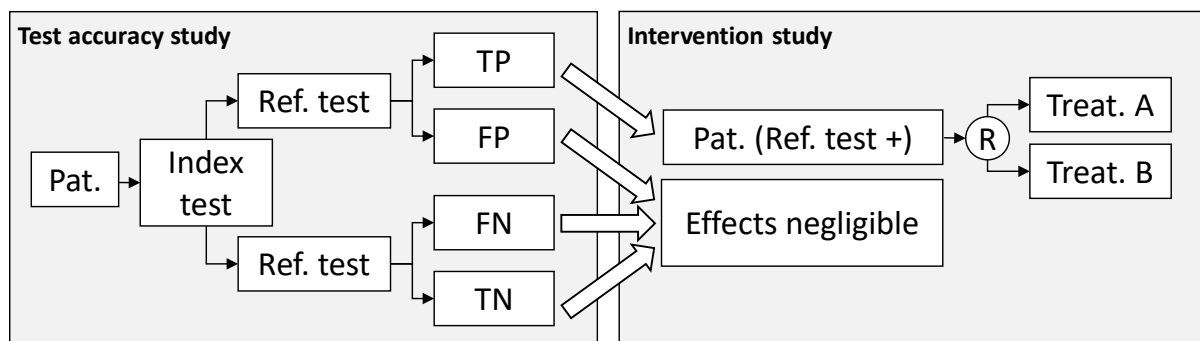 Test accuracy study
Pat.
Index
test
Ref. test
Ref. test
TP
FP
FN
TN
Intervention study
Pat. (Ref. test +)
Effects negligible
R
Treat. A
Treat. B